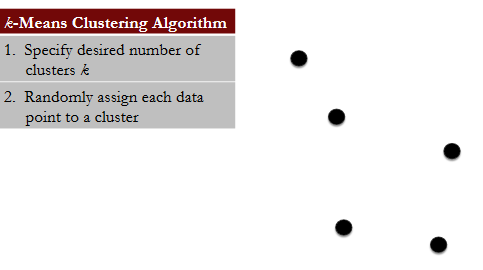 k-Means Clustering Algorithm
1. Specify desired number of
clusters k
2. Randomly assign each data
point to a cluster